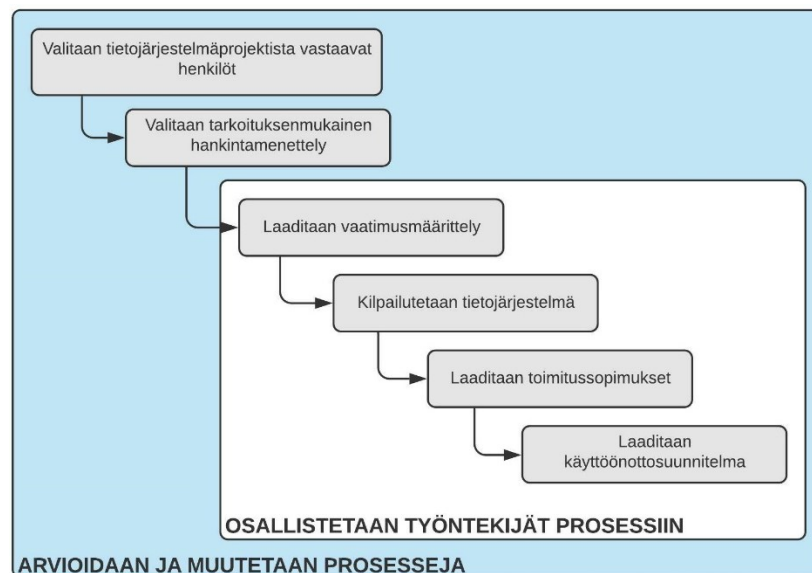 Valitaan tietojärjestelmäprojektista vastaavat
henkilöt
Valitaan tarkoituksenmukainen
hankintamenettely
Laaditaan vaatimusmäärittely
Kilpailutetaan tietojärjestelmä
Laaditaan toimitussopimukset
Laaditaan
käyttöönottosuunnitelma
OSALLISTETAAN TYÖNTEKIJÄT PROSESSIIN
ARVIOIDAAN JA MUUTETAAN PROSESSEJA